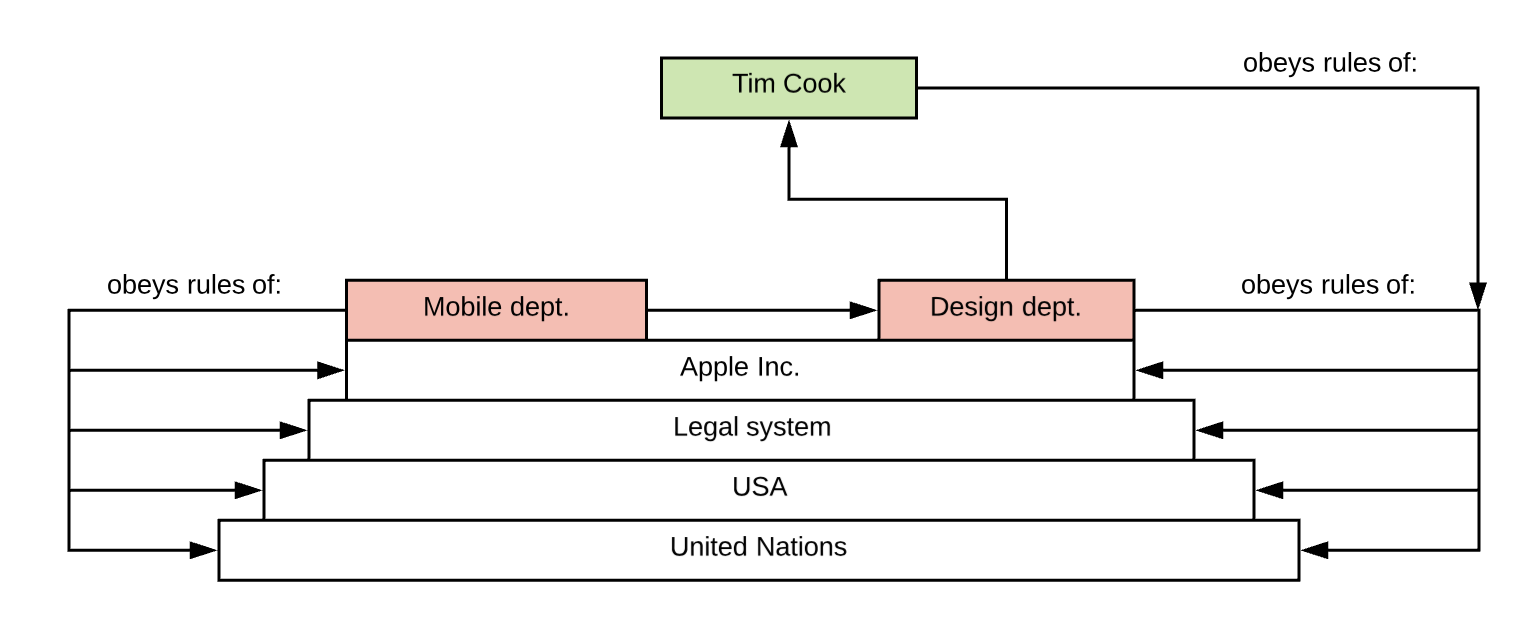 obeys rules of:
Tim Cook
obeys rules of:
obeys rules of:
Mobile dept.
Design dept.
Apple Inc.
Legal system
USA
United Nations